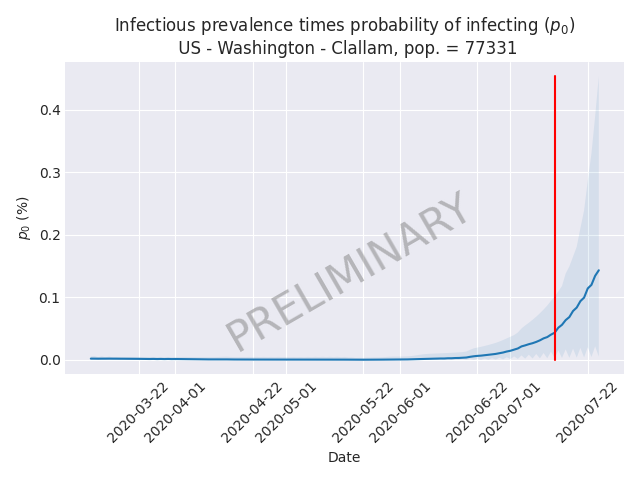 Infectious prevalence times probability of infecting (p₀)
US - Washington - Clallam, pop. = 77331
0.4
0.3
0.2
0.1
0.0
p₀ (%)
PRELIMINARY
2020-03-22
2020-04-01
2020-04-22
2020-05-01
2020-05-22
2020-06-01
2020-06-22
2020-07-01
2020-07-22
Date